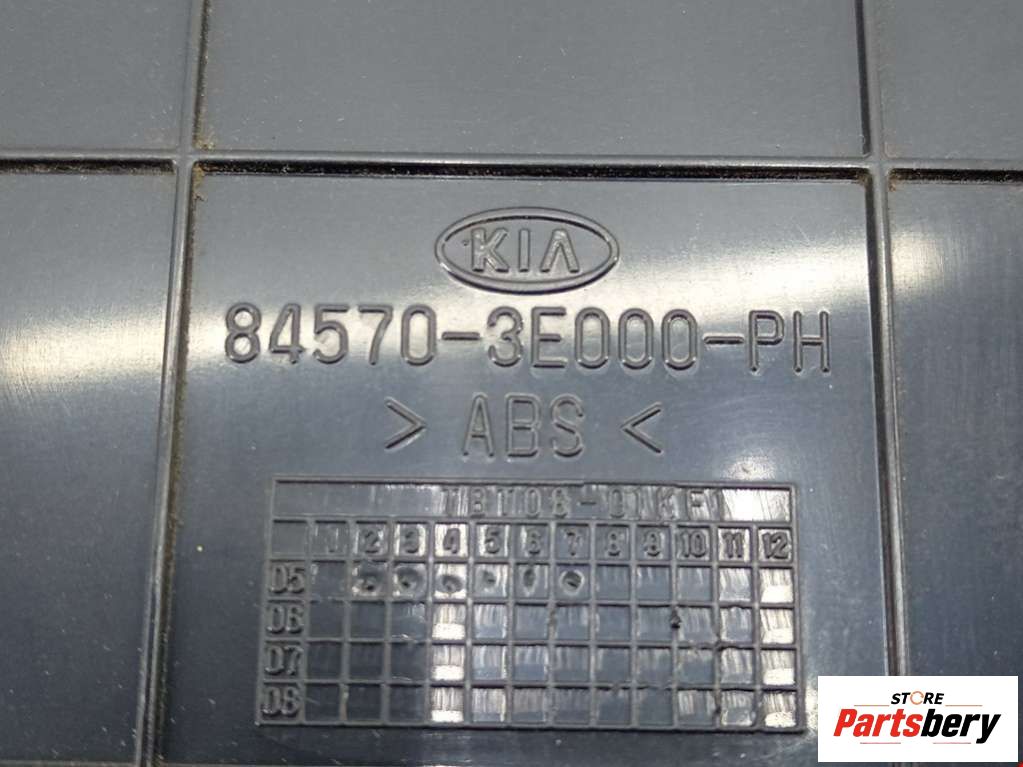 KIA
84570-3E000-PH
> ABS <
1 2 3 4 5 6 7 8 9 10 11 12
05
06
07
08
STORE
Partsbery